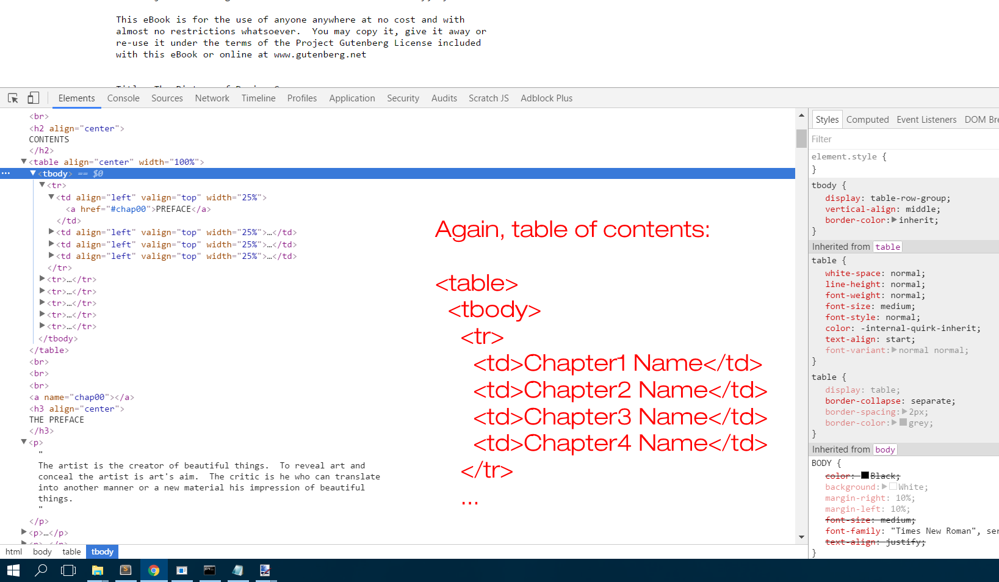 This eBook is for the use of anyone anywhere at no cost and with
almost no restrictions whatsoever.  You may copy it, give it away or
re-use it under the terms of the Project Gutenberg License included
with this eBook or online at www.gutenberg.net
Elements Console Sources Network Timeline Profiles Application Security Audits Scratch JS Adblock Plus
<br>
<h2 align="center">
CONTENTS
</h2>
<table align="center" width="100%">
... <tbody> == $0
<tr>
<td align="left" valign="top" width="25%">
<a href="#chap00">PREFACE</a>
</td>
<td align="left" valign="top" width="25%">…</td>
<td align="left" valign="top" width="25%">…</td>
<td align="left" valign="top" width="25%">…</td>
</tr>
<tr>…</tr>
<tr>…</tr>
<tr>…</tr>
<tr>…</tr>
<tr>…</tr>
</tbody>
</table>
<br>
<br>
<br>
<a name="chap00"></a>
<h3 align="center">
THE PREFACE
</h3>
<p>
"
The artist is the creator of beautiful things.  To reveal art and
conceal the artist is art's aim.  The critic is he who can translate
into another manner or a new material his impression of beautiful
things.
"
</p>
<p>…</p>
Again, table of contents:
<table>
<tbody>
<tr>
<td>Chapter1 Name</td>
<td>Chapter2 Name</td>
<td>Chapter3 Name</td>
<td>Chapter4 Name</td>
</tr>
...
html body table tbody
Styles Computed Event Listeners DOM Bre
Filter
element.style {
}
tbody {
display: table-row-group;
vertical-align: middle;
border-color: inherit;
}
Inherited from table
table {
white-space: normal;
line-height: normal;
font-weight: normal;
font-size: medium;
font-style: normal;
color: -internal-quirk-inherit;
text-align: start;
font-variant: normal normal;
}
table {
display: table;
border-collapse: separate;
border-spacing: 2px;
border-color: grey;
}
Inherited from body
BODY {
color: Black;
background: White;
margin-right: 10%;
margin-left: 10%;
font-size: medium;
font-family: "Times New Roman", ser
text-align: justify;
}